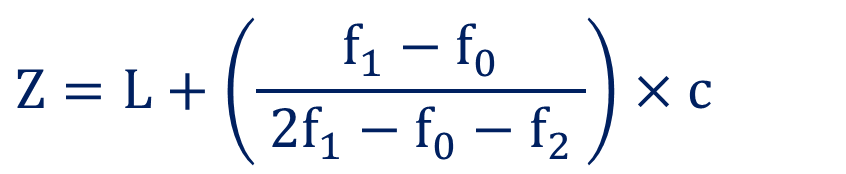 Z = L + ( (f₁ − f₀) / (2f₁ − f₀ − f₂) ) × c